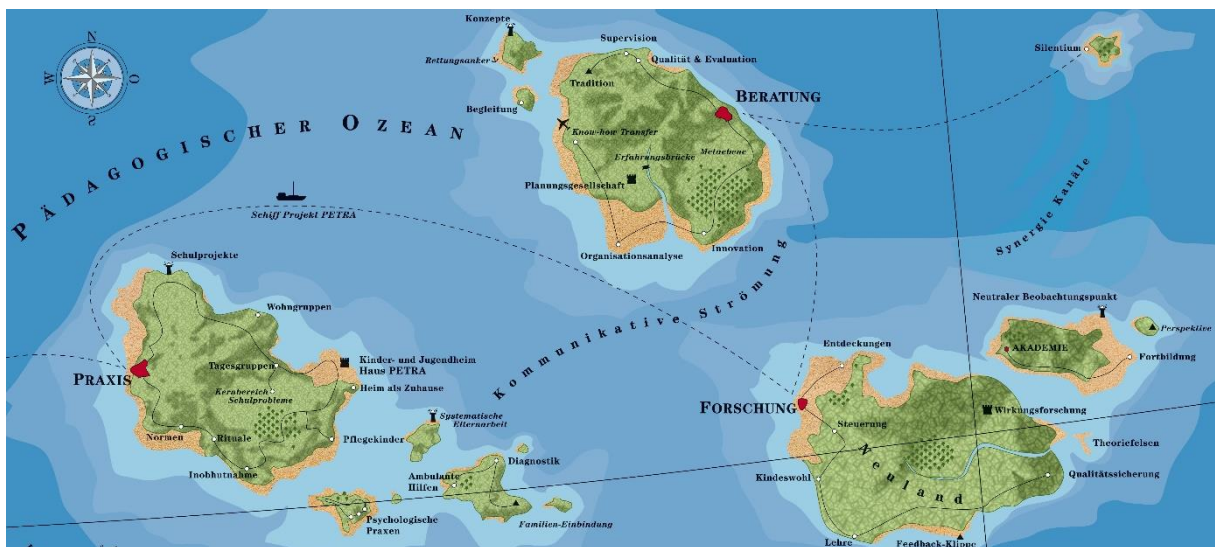 N
W
O
S
PÄDAGOGISCHER OZEAN
Konzepte
Rettungsanker
Begleitung
Supervision
Qualität & Evaluation
Tradition
BERATUNG
Know-how Transfer
Erfahrungsbrücke
Metaebene
Planungsgesellschaft
Organisationsanalyse
Innovation
Silentium
Synergie Kanäle
Schiff Projekt PETRA
Kommunikative Strömung
Schulprojekte
Wohngruppen
Tagesgruppen
Kinder- und Jugendheim
Haus PETRA
PRAXIS
Kernbereich
Schulprobleme
Heim als Zuhause
Normen
Rituale
Pflegekinder
Inobhutnahme
Systematische
Elternarbeit
Ambulante
Hilfen
Diagnostik
Psychologische
Praxen
Familien-Einbindung
Neutraler Beobachtungspunkt
Perspektive
AKADEMIE
Fortbildung
Entdeckungen
FORSCHUNG
Wirkungsforschung
Steuerung
Neuland
Theoriefelsen
Kindeswohl
Qualitätssicherung
Lehre
Feedback-Klippe